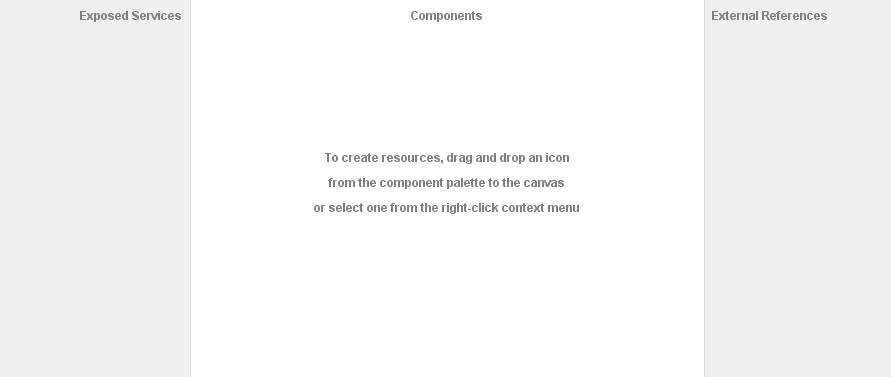 Exposed Services
Components
External References
To create resources, drag and drop an icon
from the component palette to the canvas
or select one from the right-click context menu